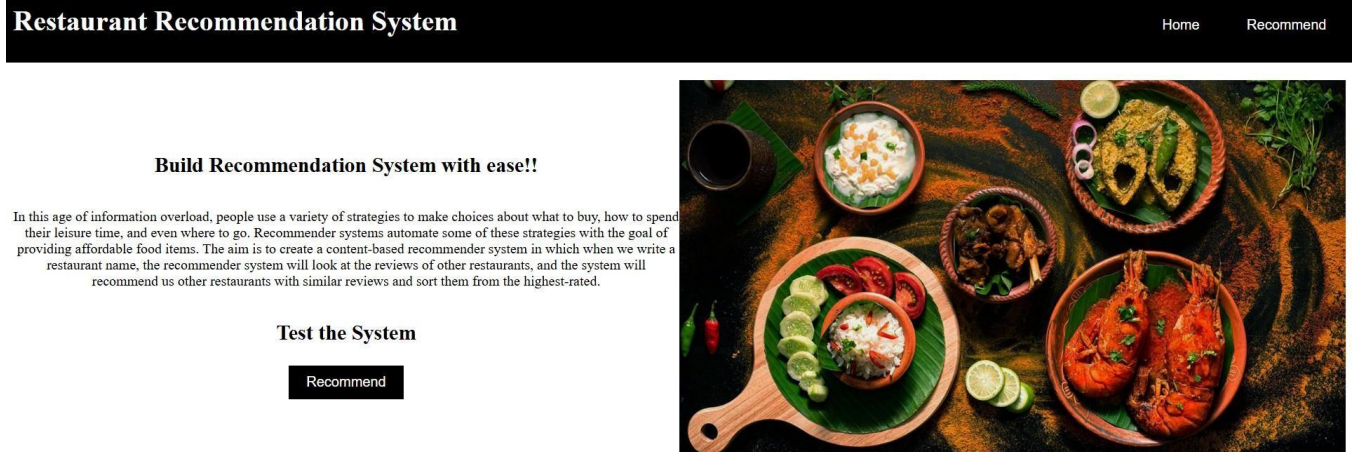 Restaurant Recommendation System
Home
Recommend
Build Recommendation System with ease!!
In this age of information overload, people use a variety of strategies to make choices about what to buy, how to spend
their leisure time, and even where to go. Recommender systems automate some of these strategies with the goal of
providing affordable food items. The aim is to create a content-based recommender system in which when we write a
restaurant name, the recommender system will look at the reviews of other restaurants, and the system will
recommend us other restaurants with similar reviews and sort them from the highest-rated.
Test the System
Recommend